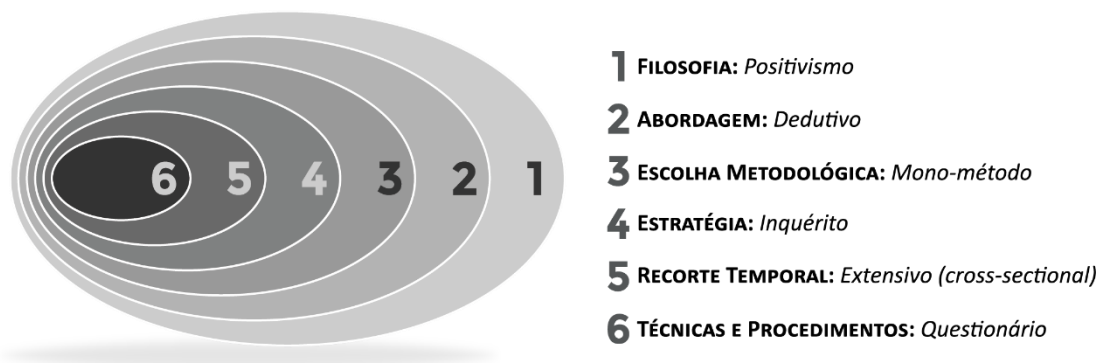 6 5 4 3 2 1
1 FILOSOFIA: Positivismo
2 ABORDAGEM: Dedutivo
3 ESCOLHA METODOLÓGICA: Mono-método
4 ESTRATÉGIA: Inquérito
5 RECORTE TEMPORAL: Extensivo (cross-sectional)
6 TÉCNICAS E PROCEDIMENTOS: Questionário